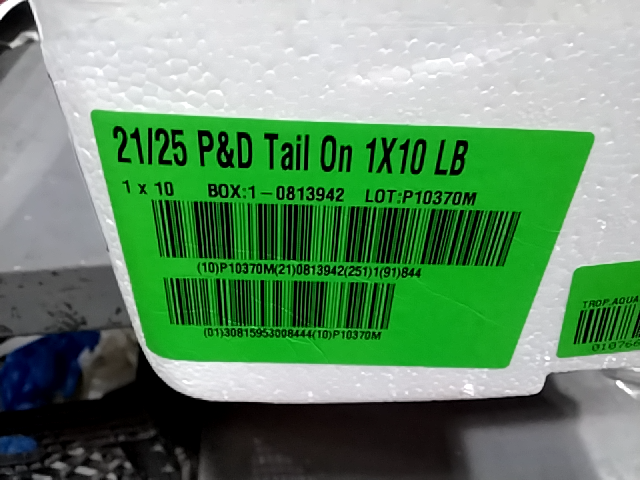 21/25 P&D Tail On 1X10 LB
1 x 10 BOX:1-0813942 LOT:P10370M
(10)P10370M(21)0813942(251)1(91)844
(01)30815953008444(10)P10370M
TROP.AQUA
010766